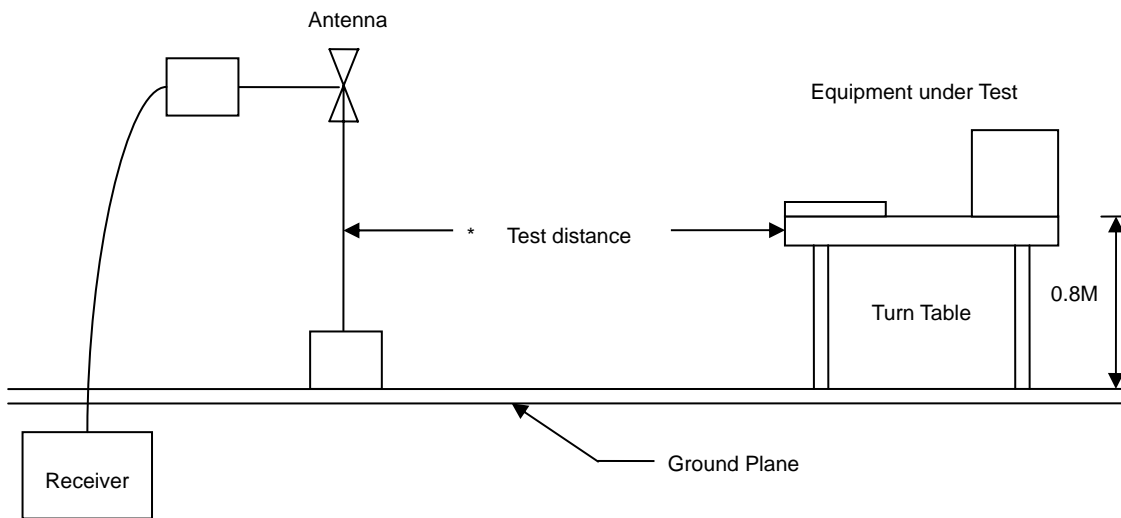 Antenna
Equipment under Test
* Test distance
0.8M
Turn Table
Ground Plane
Receiver